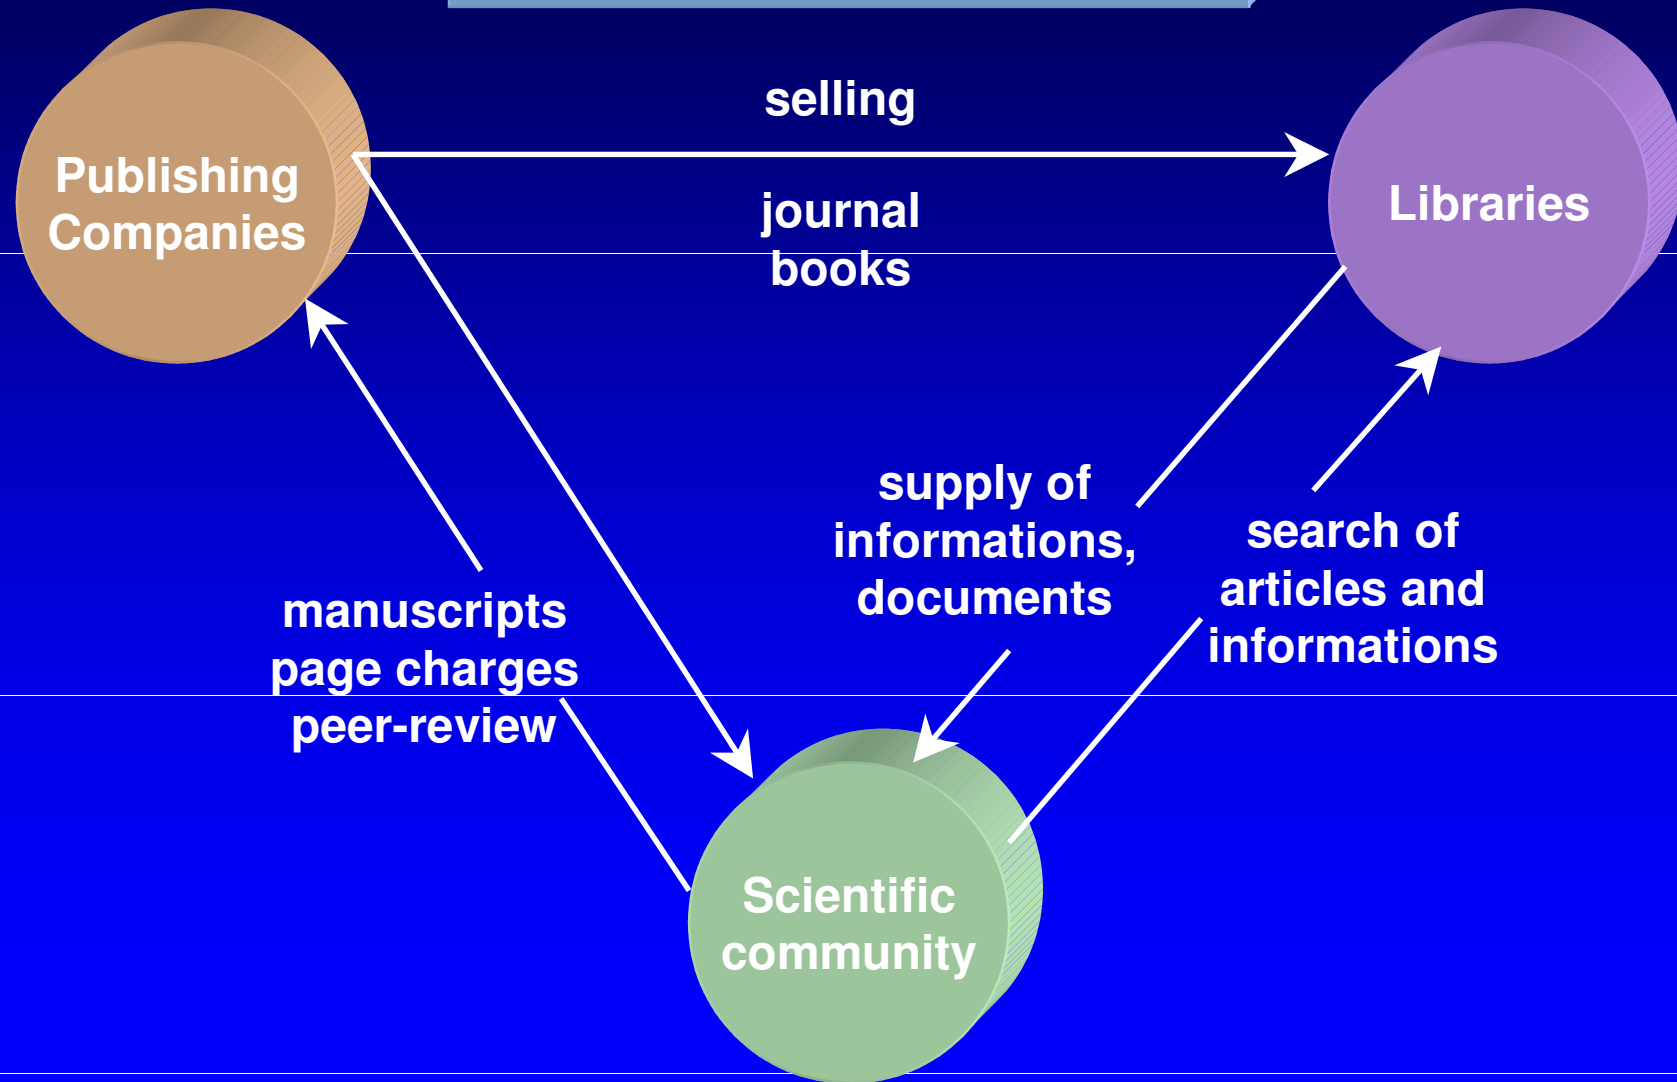 selling
Publishing
Companies
Libraries
journal
books
supply of
informations,
documents
search of
articles and
informations
manuscripts
page charges
peer-review
Scientific
community